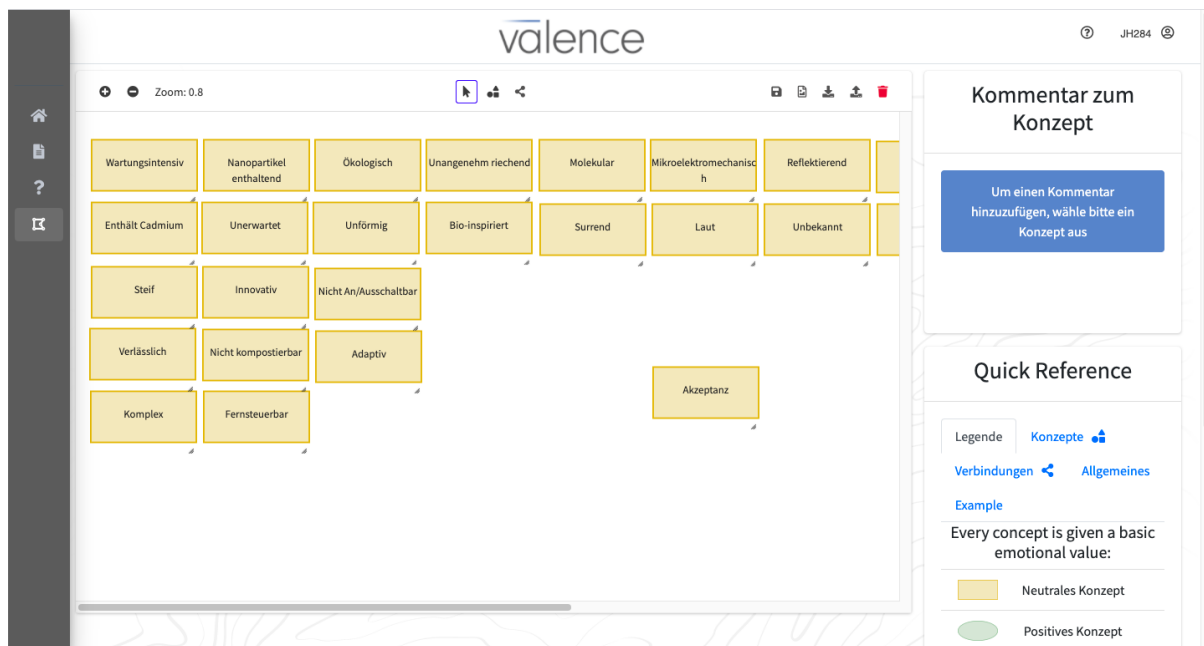 valence
JH284
Zoom: 0.8
Wartungsintensiv
Nanopartikel
enthaltend
Ökologisch
Unangenehm riechend
Molekular
Mikroelektromechanisc
h
Reflektierend
Enthält Cadmium
Unerwartet
Unförmig
Bio-inspiriert
Surrend
Laut
Unbekannt
Steif
Innovativ
Nicht An/Ausschaltbar
Verlässlich
Nicht kompostierbar
Adaptiv
Akzeptanz
Komplex
Fernsteuerbar
Kommentar zum
Konzept
Um einen Kommentar
hinzuzufügen, wähle bitte ein
Konzept aus
Quick Reference
Legende
Konzepte
Verbindungen
Allgemeines
Example
Every concept is given a basic
emotional value:
Neutrales Konzept
Positives Konzept